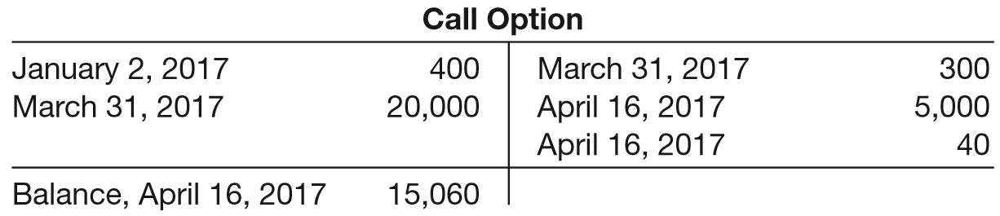 Call Option
January 2, 2017 400 March 31, 2017 300
March 31, 2017 20,000 April 16, 2017 5,000
April 16, 2017 40
Balance, April 16, 2017 15,060